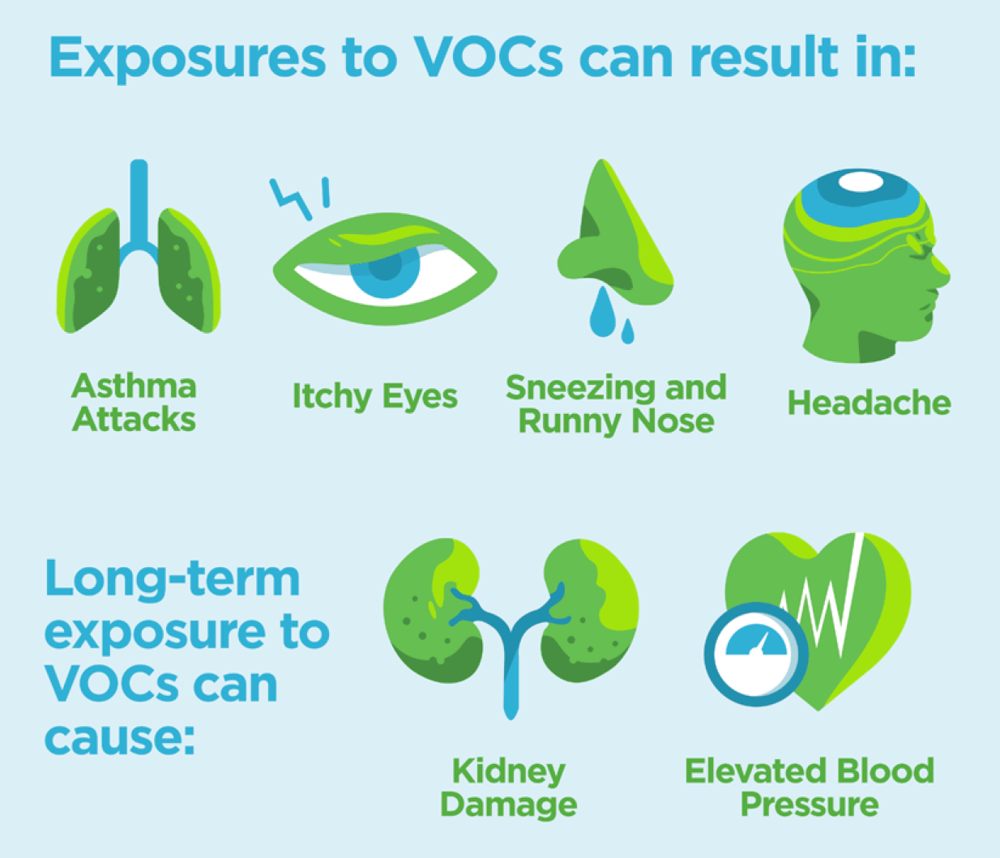 Exposures to VOCs can result in:
Asthma
Attacks
Itchy Eyes
Sneezing and
Runny Nose
Headache
Long-term
exposure to
VOCs can
cause:
Kidney
Damage
Elevated Blood
Pressure